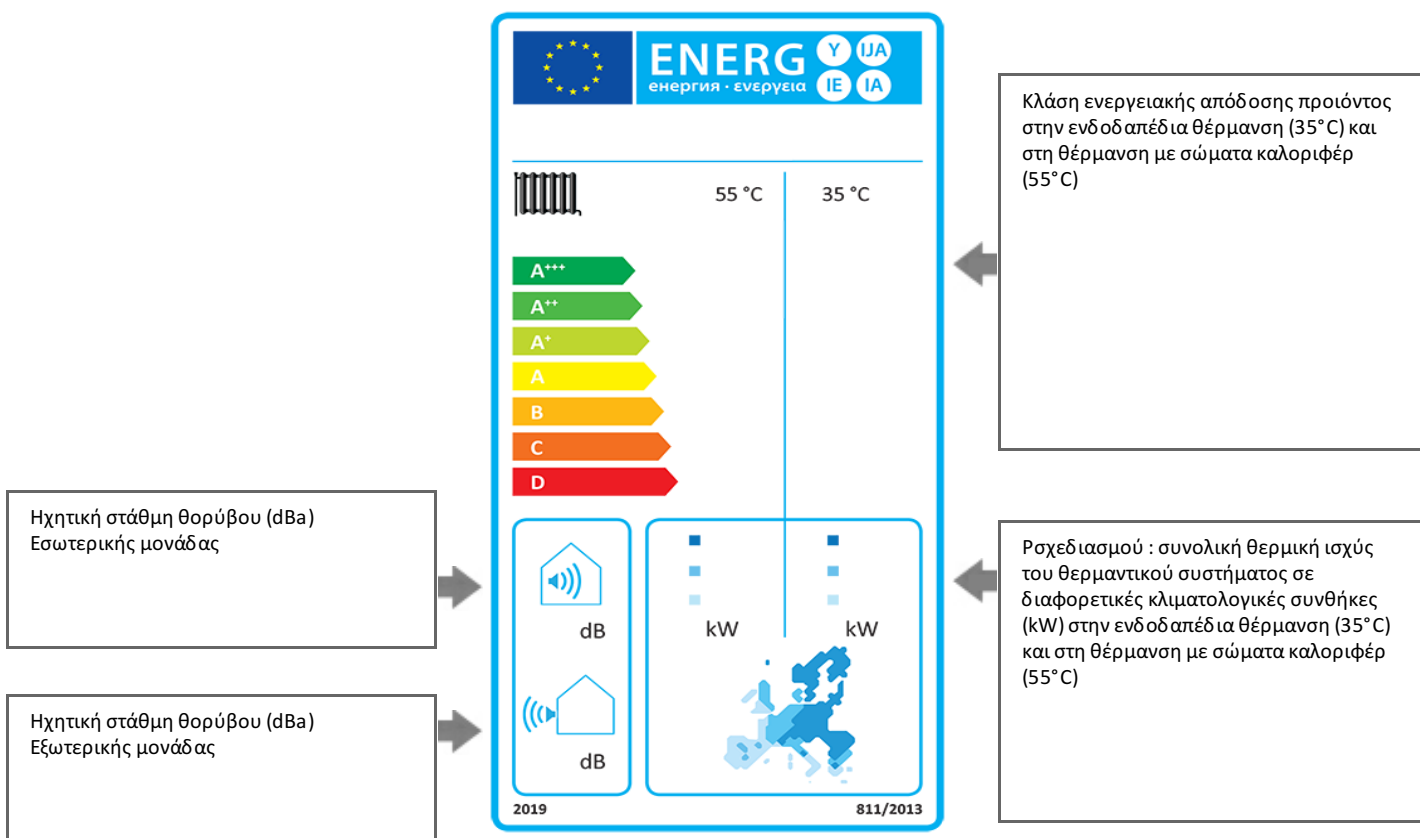 ENERG
енергия · ενεργεια
Y IJA
IE IA
55 °C 35 °C
A+++
A++
A+
A
B
C
D
dB
dB
kW kW
2019 811/2013
Κλάση ενεργειακής απόδοσης προιόντος
στην ενδοδαπέδια θέρμανση (35°C) και
στη θέρμανση με σώματα καλοριφέρ
(55°C)
Ηχητική στάθμη θορύβου (dBa)
Εσωτερικής μονάδας
Ρσχεδιασμού : συνολική θερμική ισχύς
του θερμαντικού συστήματος σε
διαφορετικές κλιματολογικές συνθήκες
(kW) στην ενδοδαπέδια θέρμανση (35°C)
και στη θέρμανση με σώματα καλοριφέρ
(55°C)
Ηχητική στάθμη θορύβου (dBa)
Εξωτερικής μονάδας